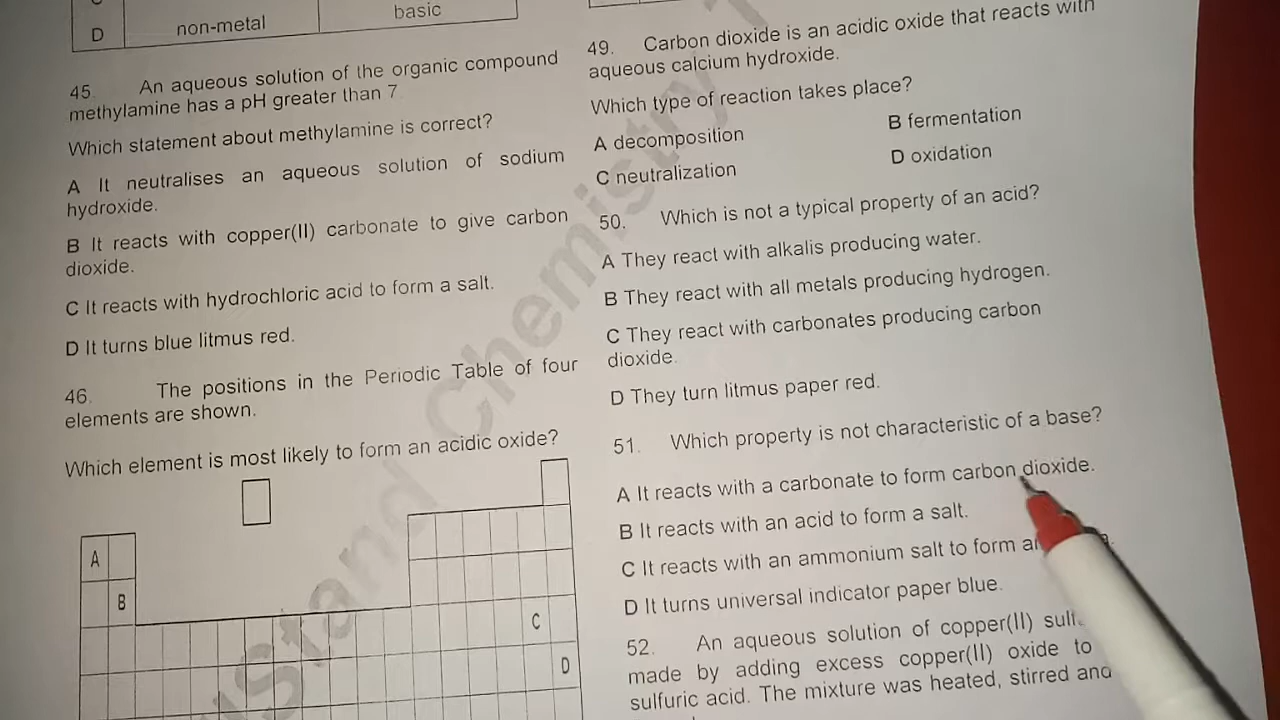 D non-metal basic
45. An aqueous solution of the organic compound
methylamine has a pH greater than 7.
Which statement about methylamine is correct?
A It neutralises an aqueous solution of sodium
hydroxide.
B It reacts with copper(II) carbonate to give carbon
dioxide.
C It reacts with hydrochloric acid to form a salt.
D It turns blue litmus red.
46. The positions in the Periodic Table of four
elements are shown.
Which element is most likely to form an acidic oxide?
A
B
C
D
49. Carbon dioxide is an acidic oxide that reacts with
aqueous calcium hydroxide.
Which type of reaction takes place?
A decomposition B fermentation
C neutralization D oxidation
50. Which is not a typical property of an acid?
A They react with alkalis producing water.
B They react with all metals producing hydrogen.
C They react with carbonates producing carbon
dioxide.
D They turn litmus paper red.
51. Which property is not characteristic of a base?
A It reacts with a carbonate to form carbon dioxide.
B It reacts with an acid to form a salt.
C It reacts with an ammonium salt to form
D It turns universal indicator paper blue.
52. An aqueous solution of copper(II)
made by adding excess copper(II) oxide to
sulfuric acid. The mixture was heated, stirred and
stand Chemistry